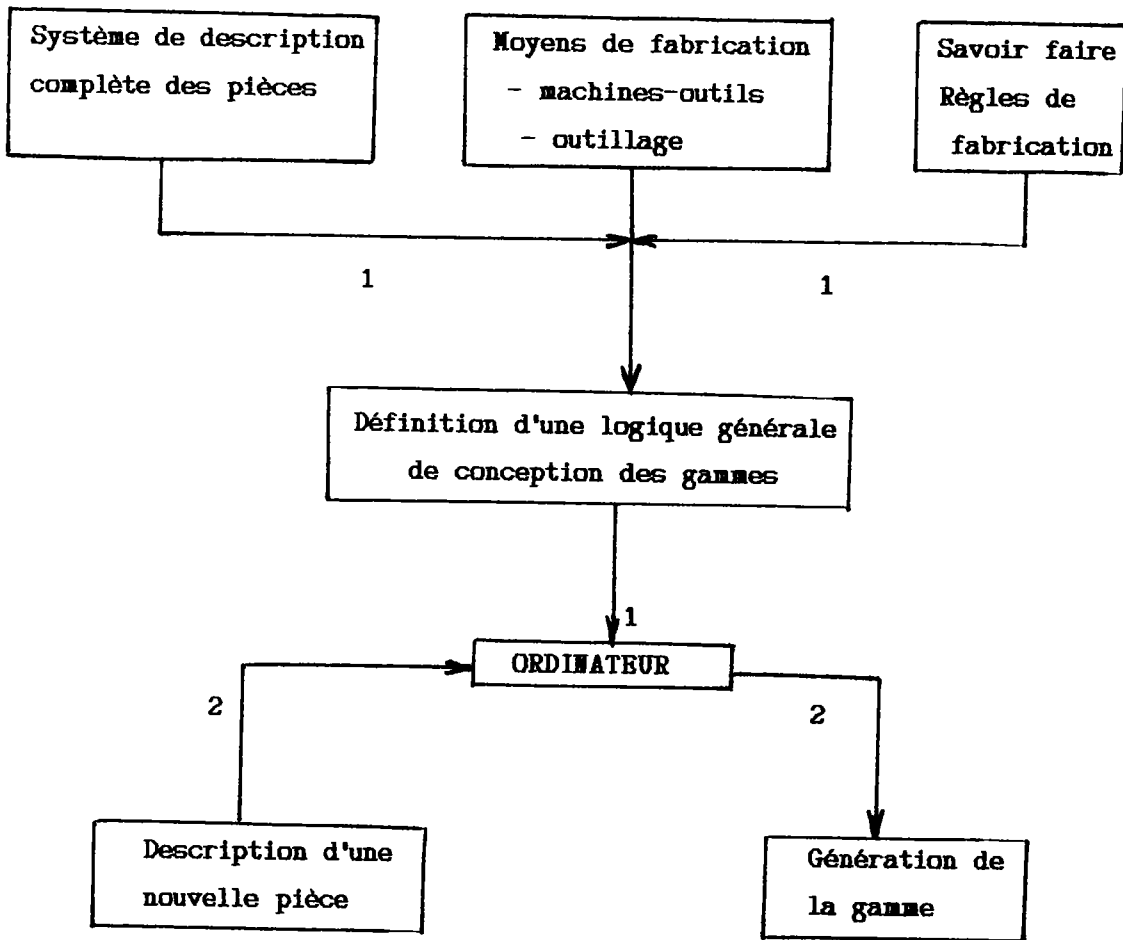 Système de description
complète des pièces
Moyens de fabrication
- machines-outils
- outillage
Savoir faire
Règles de
fabrication
1
1
Définition d'une logique générale
de conception des gammes
1
ORDINATEUR
2
2
Description d'une
nouvelle pièce
Génération de
la gamme